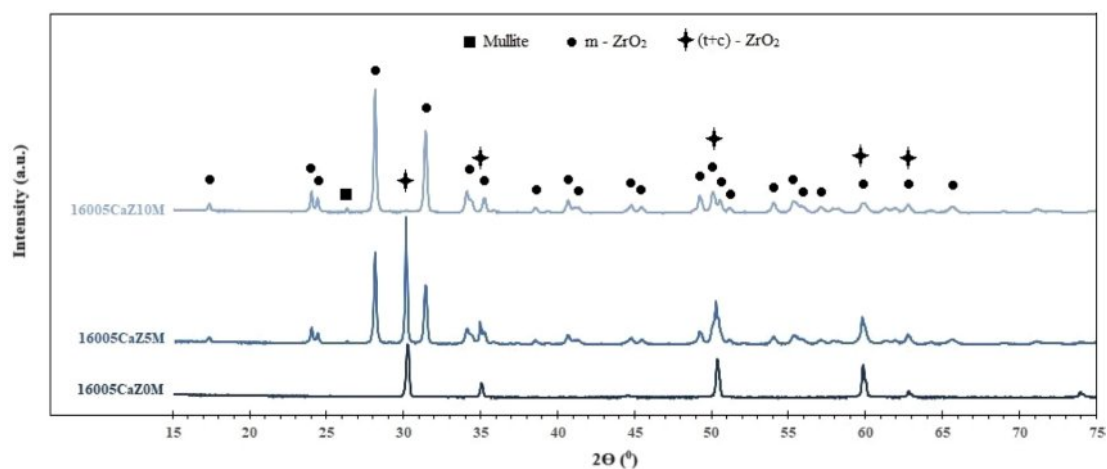 ■ Mullite ● m - ZrO₂ ✦ (t+c) - ZrO₂
Intensity (a.u.)
16005CaZ10M
16005CaZ5M
16005CaZ0M
15 20 25 30 35 40 45 50 55 60 65 70 75
2Θ (⁰)